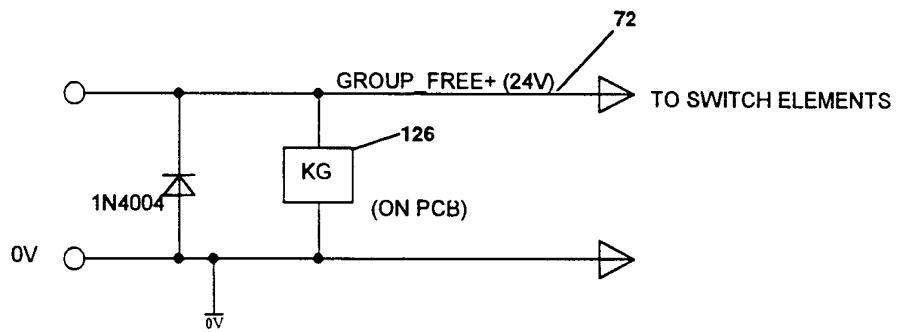 72
GROUP_FREE+ (24V)
TO SWITCH ELEMENTS
126
KG
1N4004
(ON PCB)
0V
0V